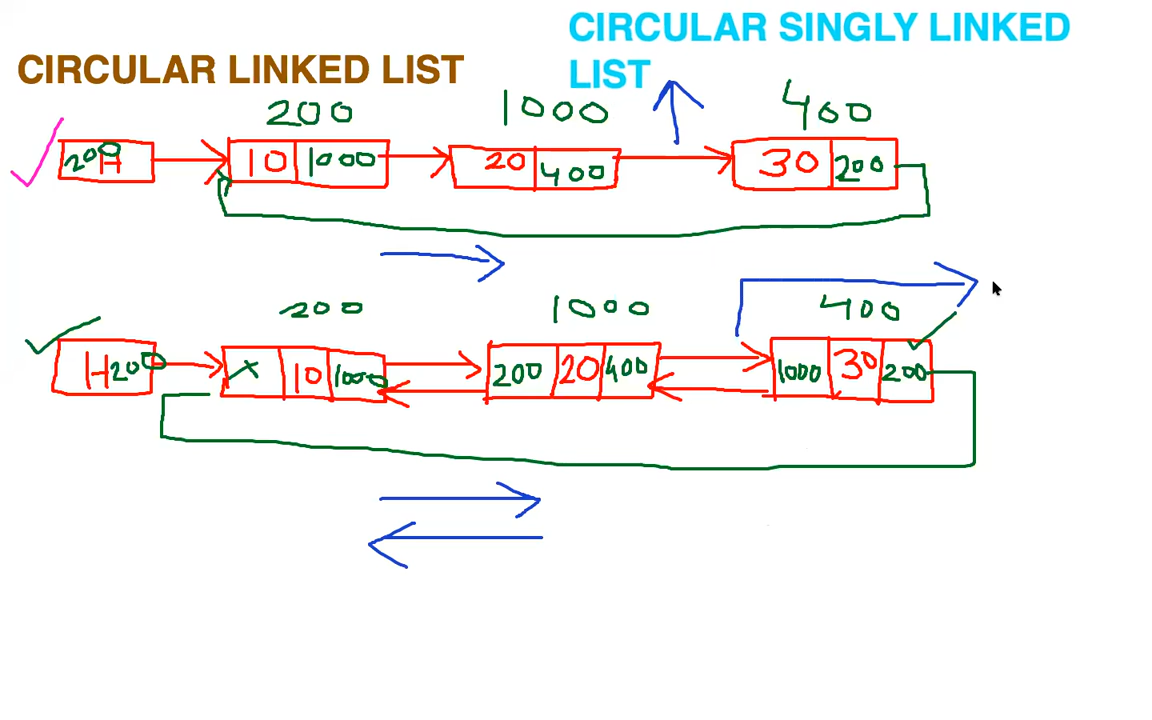 CIRCULAR SINGLY LINKED
LIST
CIRCULAR LINKED LIST
200 1000 400
200 H 10 1000 20 400 30 200
200 1000 400
H 200 X 10 1000 200 20 400 1000 30 200